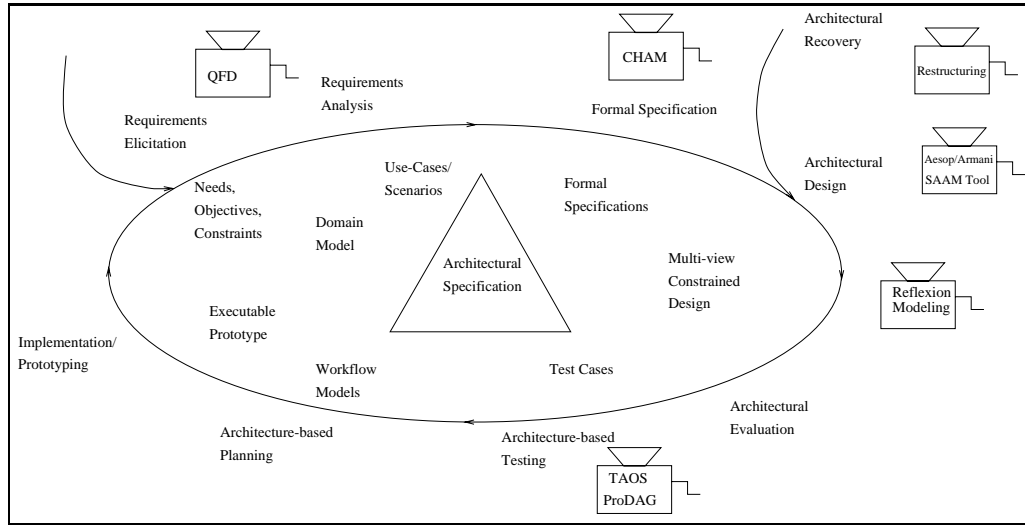 Architectural
Recovery
QFD
CHAM
Restructuring
Requirements
Analysis
Formal Specification
Requirements
Elicitation
Architectural
Design
Aesop/Armani
SAAM Tool
Use-Cases/
Scenarios
Formal
Specifications
Needs,
Objectives,
Constraints
Domain
Model
Architectural
Specification
Multi-view
Constrained
Design
Reflexion
Modeling
Executable
Prototype
Implementation/
Prototyping
Workflow
Models
Test Cases
Architectural
Evaluation
Architecture-based
Planning
Architecture-based
Testing
TAOS
ProDAG